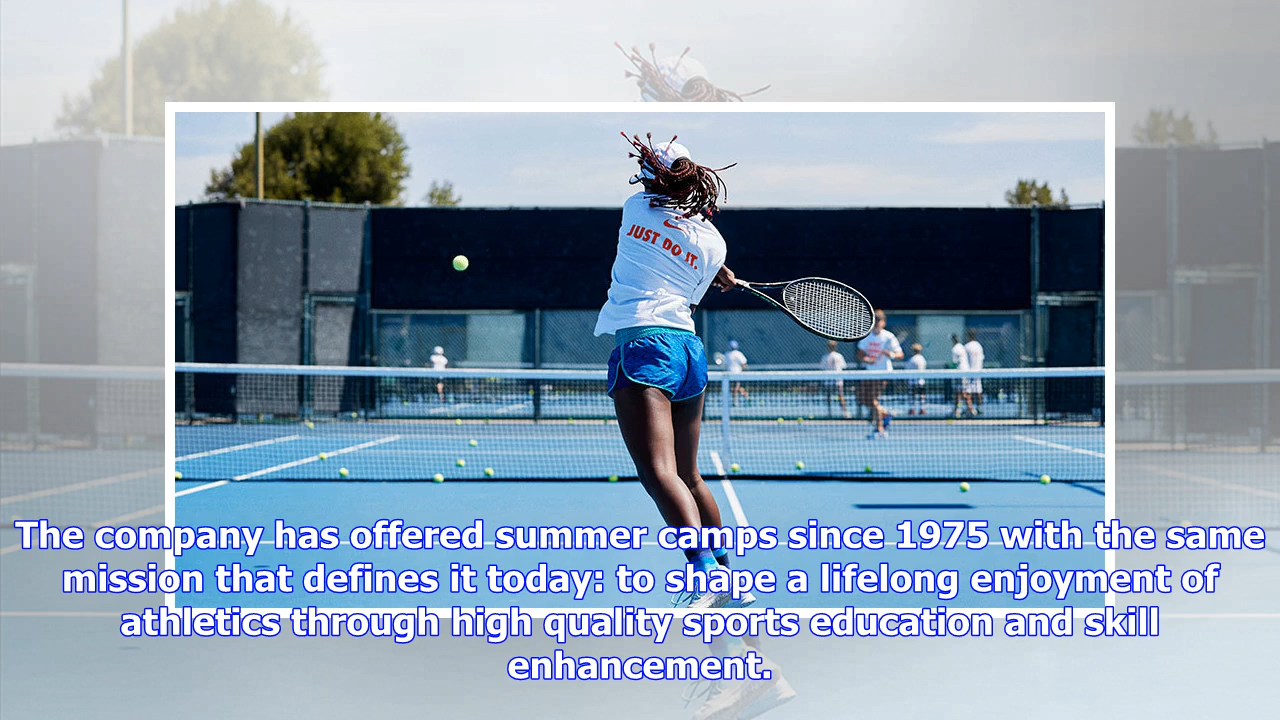 JUST DO IT.
The company has offered summer camps since 1975 with the same
mission that defines it today: to shape a lifelong enjoyment of
athletics through high quality sports education and skill
enhancement.